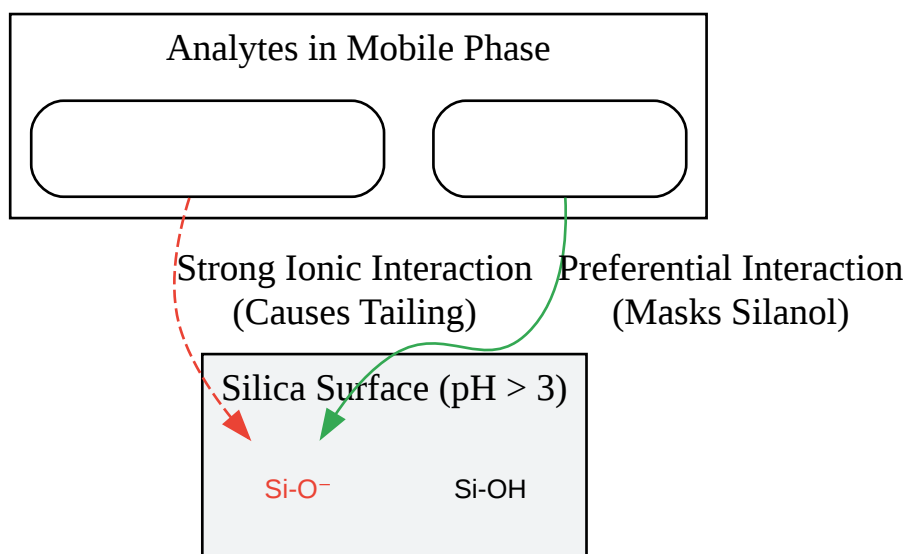 Analytes in Mobile Phase
Strong Ionic Interaction
(Causes Tailing)
Preferential Interaction
(Masks Silanol)
Silica Surface (pH > 3)
Si-O⁻
Si-OH